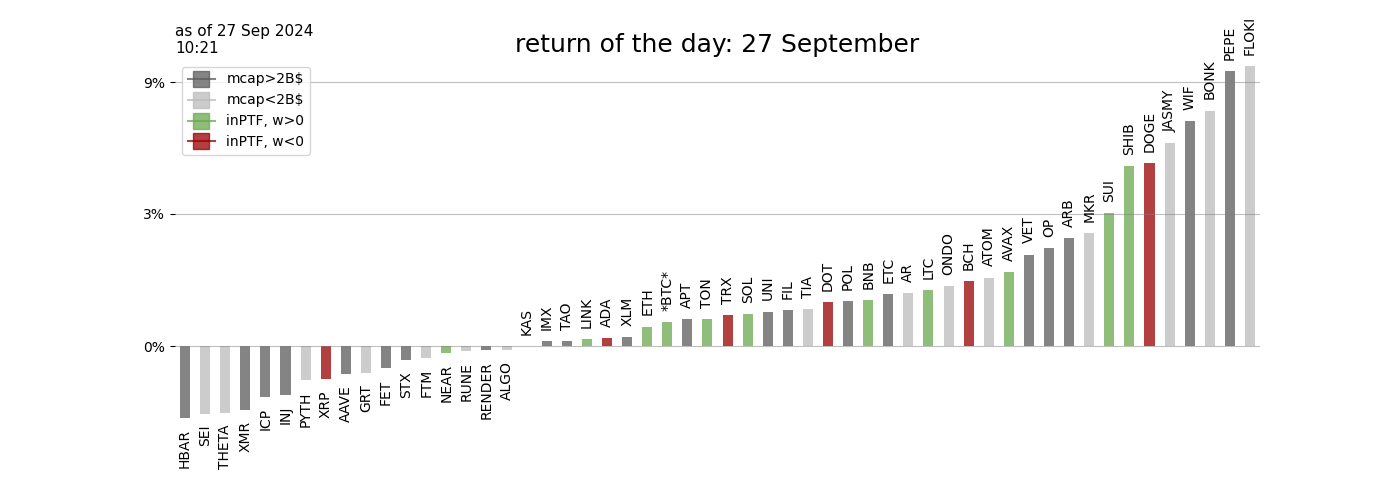 as of 27 Sep 2024
10:21
return of the day: 27 September
mcap>2B$
mcap<2B$
inPTF, w>0
inPTF, w<0
9%
3%
0%
HBAR
SEI
THETA
XMR
ICP
INJ
PYTH
XRP
AAVE
GRT
FET
STX
FTM
NEAR
RUNE
RENDER
ALGO
KAS
IMX
TAO
LINK
ADA
XLM
ETH
*BTC*
APT
TON
TRX
SOL
UNI
FIL
TIA
DOT
POL
BNB
ETC
AR
LTC
ONDO
BCH
ATOM
AVAX
VET
OP
ARB
MKR
SUI
SHIB
DOGE
JASMY
WIF
BONK
PEPE
FLOKI